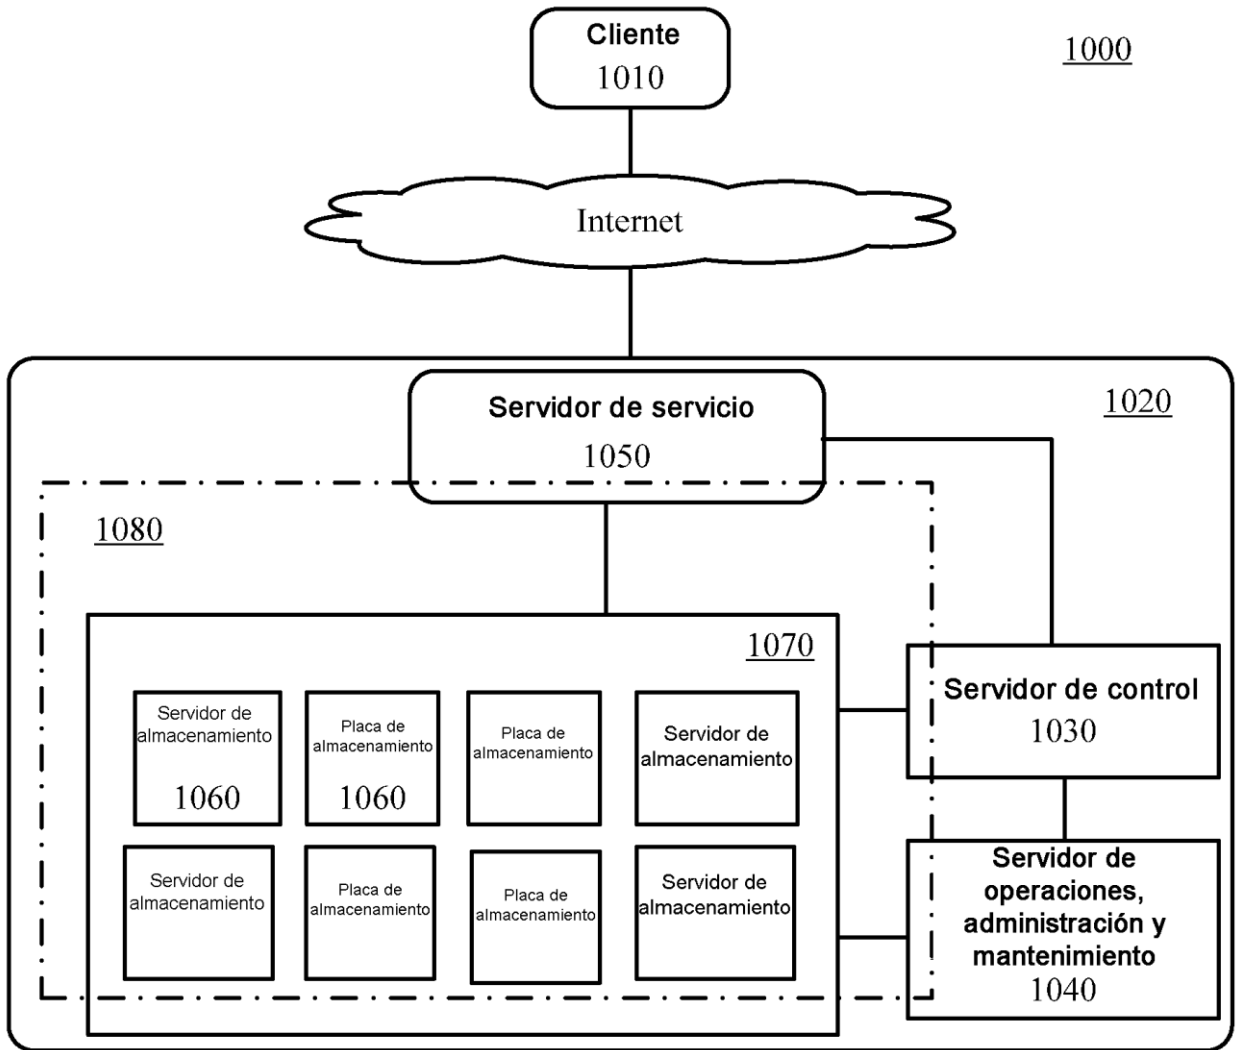 Cliente
1010
1000
Internet
1020
Servidor de servicio
1050
1080
1070
Servidor de
almacenamiento
1060
Placa de
almacenamiento
1060
Placa de
almacenamiento
Servidor de
almacenamiento
Servidor de control
1030
Servidor de
almacenamiento
Placa de
almacenamiento
Placa de
almacenamiento
Servidor de
almacenamiento
Servidor de
operaciones,
administración y
mantenimiento
1040